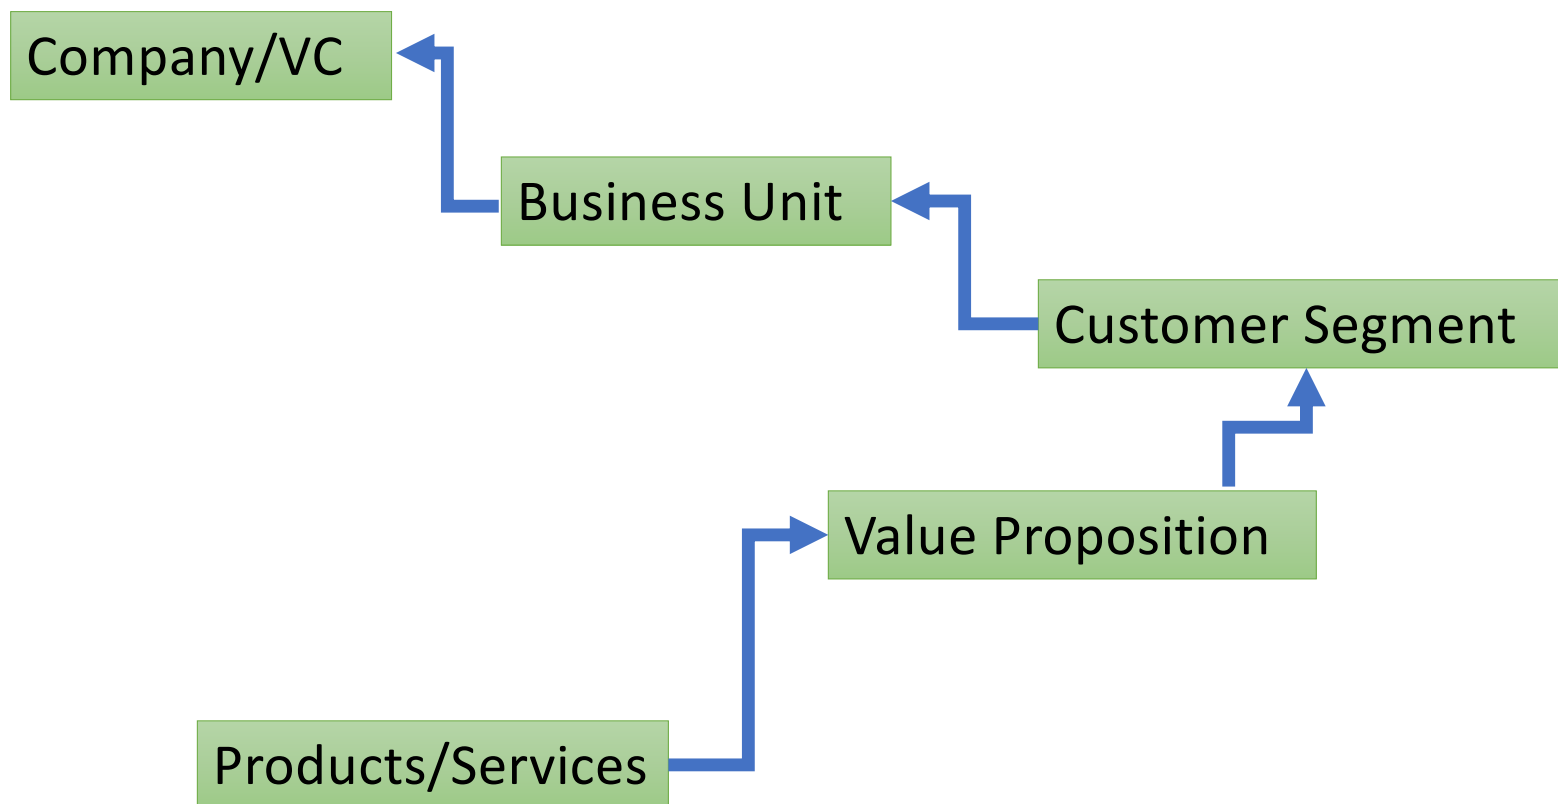 Company/VC
Business Unit
Customer Segment
Value Proposition
Products/Services